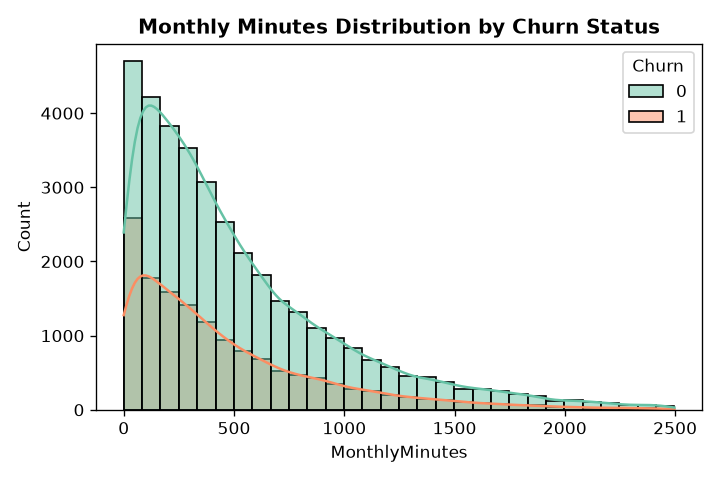 Monthly Minutes Distribution by Churn Status
Churn
0
1
4000
3000
2000
1000
0
Count
0 500 1000 1500 2000 2500
MonthlyMinutes